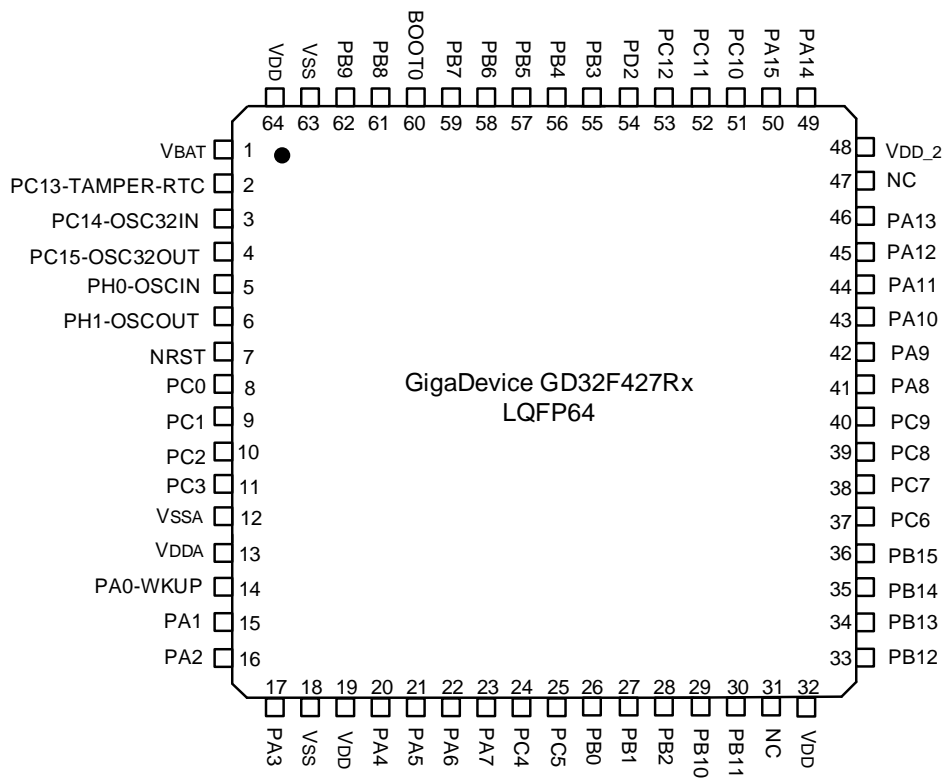 VDD VSS PB9 PB8 BOOT0 PB7 PB6 PB5 PB4 PB3 PD2 PC12 PC11 PC10 PA15 PA14
64 63 62 61 60 59 58 57 56 55 54 53 52 51 50 49
VBAT 1 48 VDD_2
PC13-TAMPER-RTC 2 47 NC
PC14-OSC32IN 3 46 PA13
PC15-OSC32OUT 4 45 PA12
PH0-OSCIN 5 44 PA11
PH1-OSCOUT 6 43 PA10
NRST 7 42 PA9
PC0 8 41 PA8
GigaDevice GD32F427Rx
LQFP64
PC1 9 40 PC9
PC2 10 39 PC8
PC3 11 38 PC7
VSSA 12 37 PC6
VDDA 13 36 PB15
PA0-WKUP 14 35 PB14
PA1 15 34 PB13
PA2 16 33 PB12
17 18 19 20 21 22 23 24 25 26 27 28 29 30 31 32
PA3 VSS VDD PA4 PA5 PA6 PA7 PC4 PC5 PB0 PB1 PB2 PB10 PB11 NC VDD